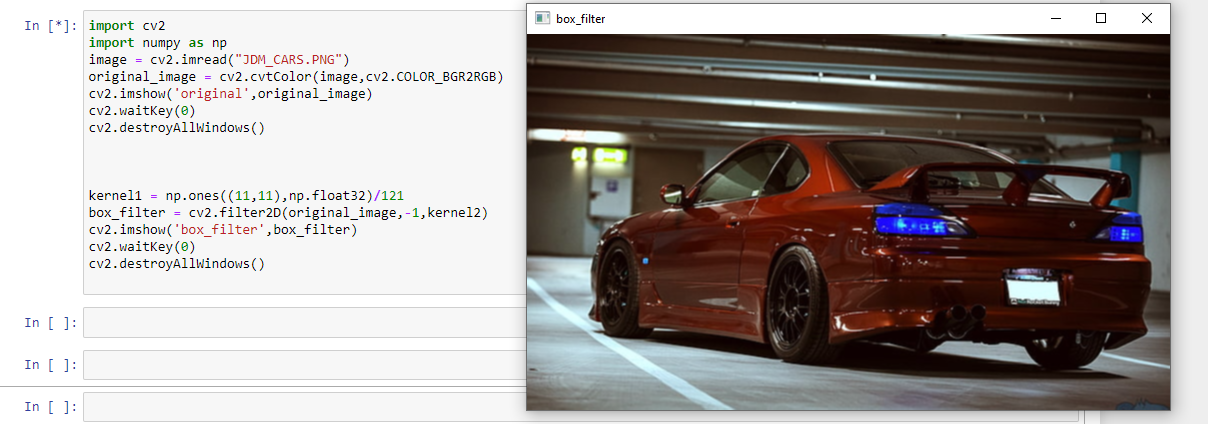 In [*]:
import cv2
import numpy as np
image = cv2.imread("JDM_CARS.PNG")
original_image = cv2.cvtColor(image,cv2.COLOR_BGR2RGB)
cv2.imshow('original',original_image)
cv2.waitKey(0)
cv2.destroyAllWindows()
kernel1 = np.ones((11,11),np.float32)/121
box_filter = cv2.filter2D(original_image,-1,kernel2)
cv2.imshow('box_filter',box_filter)
cv2.waitKey(0)
cv2.destroyAllWindows()
In [ ]:
In [ ]:
In [ ]:
box_filter